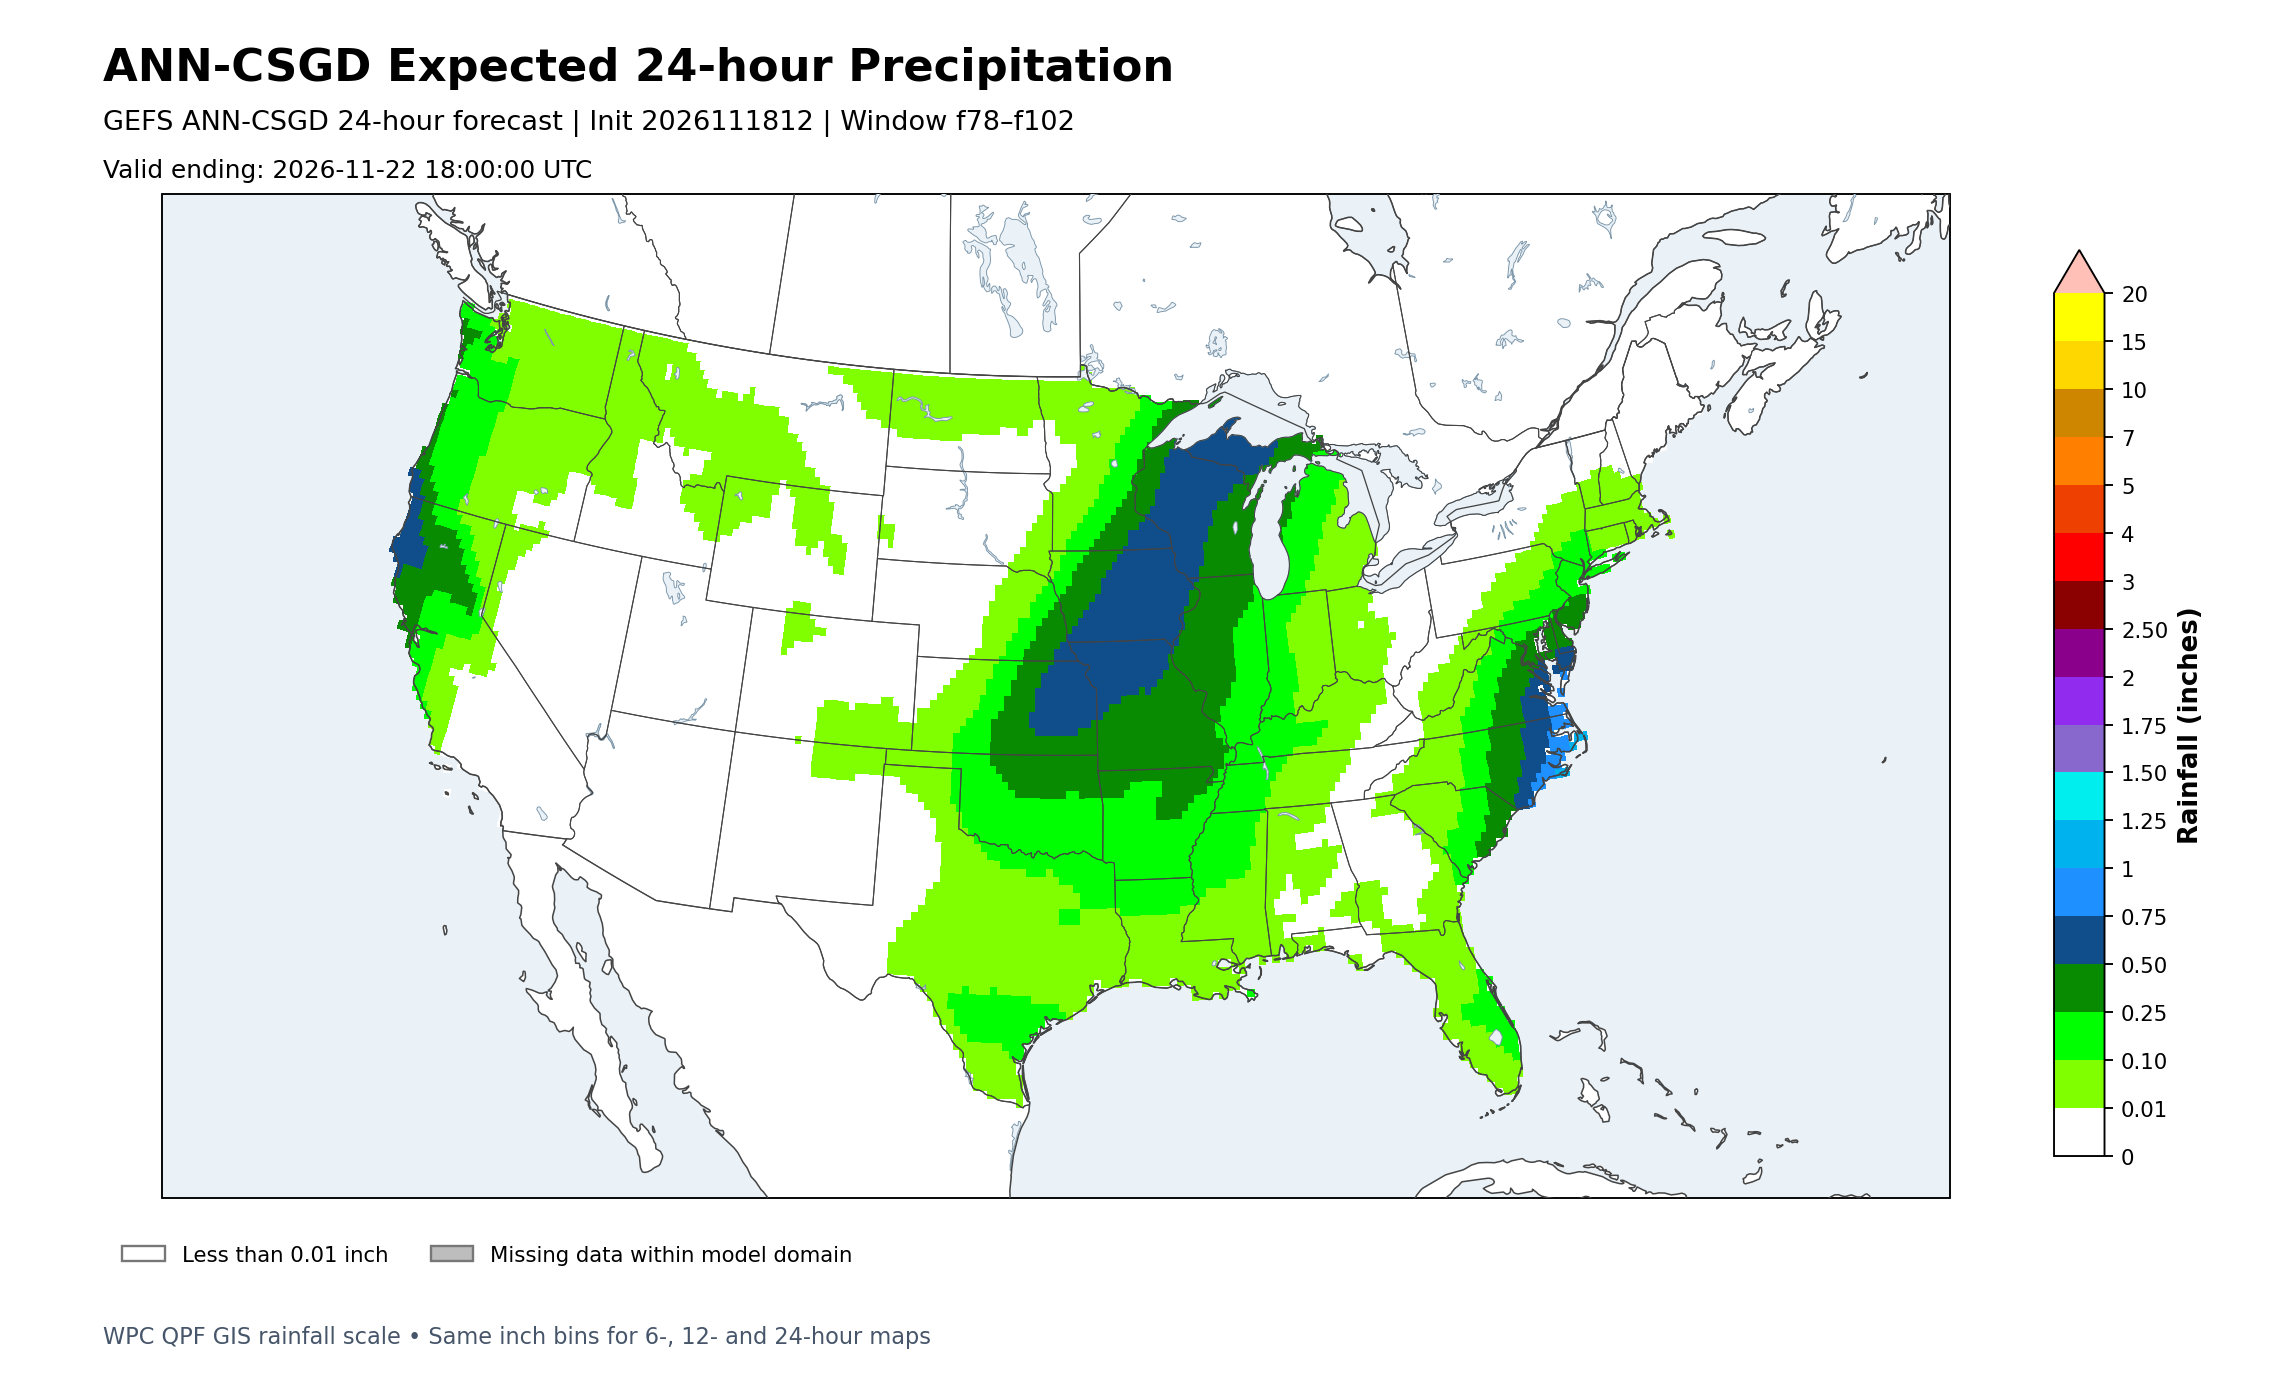 ANN-CSGD Expected 24-hour Precipitation
GEFS ANN-CSGD 24-hour forecast | Init 2026111812 | Window f78–f102
Valid ending: 2026-11-22 18:00:00 UTC
20
15
10
7
5
4
3
2.50
2
1.75
1.50
1.25
1
0.75
0.50
0.25
0.10
0.01
0
Rainfall (inches)
Less than 0.01 inch
Missing data within model domain
WPC QPF GIS rainfall scale • Same inch bins for 6-, 12- and 24-hour maps